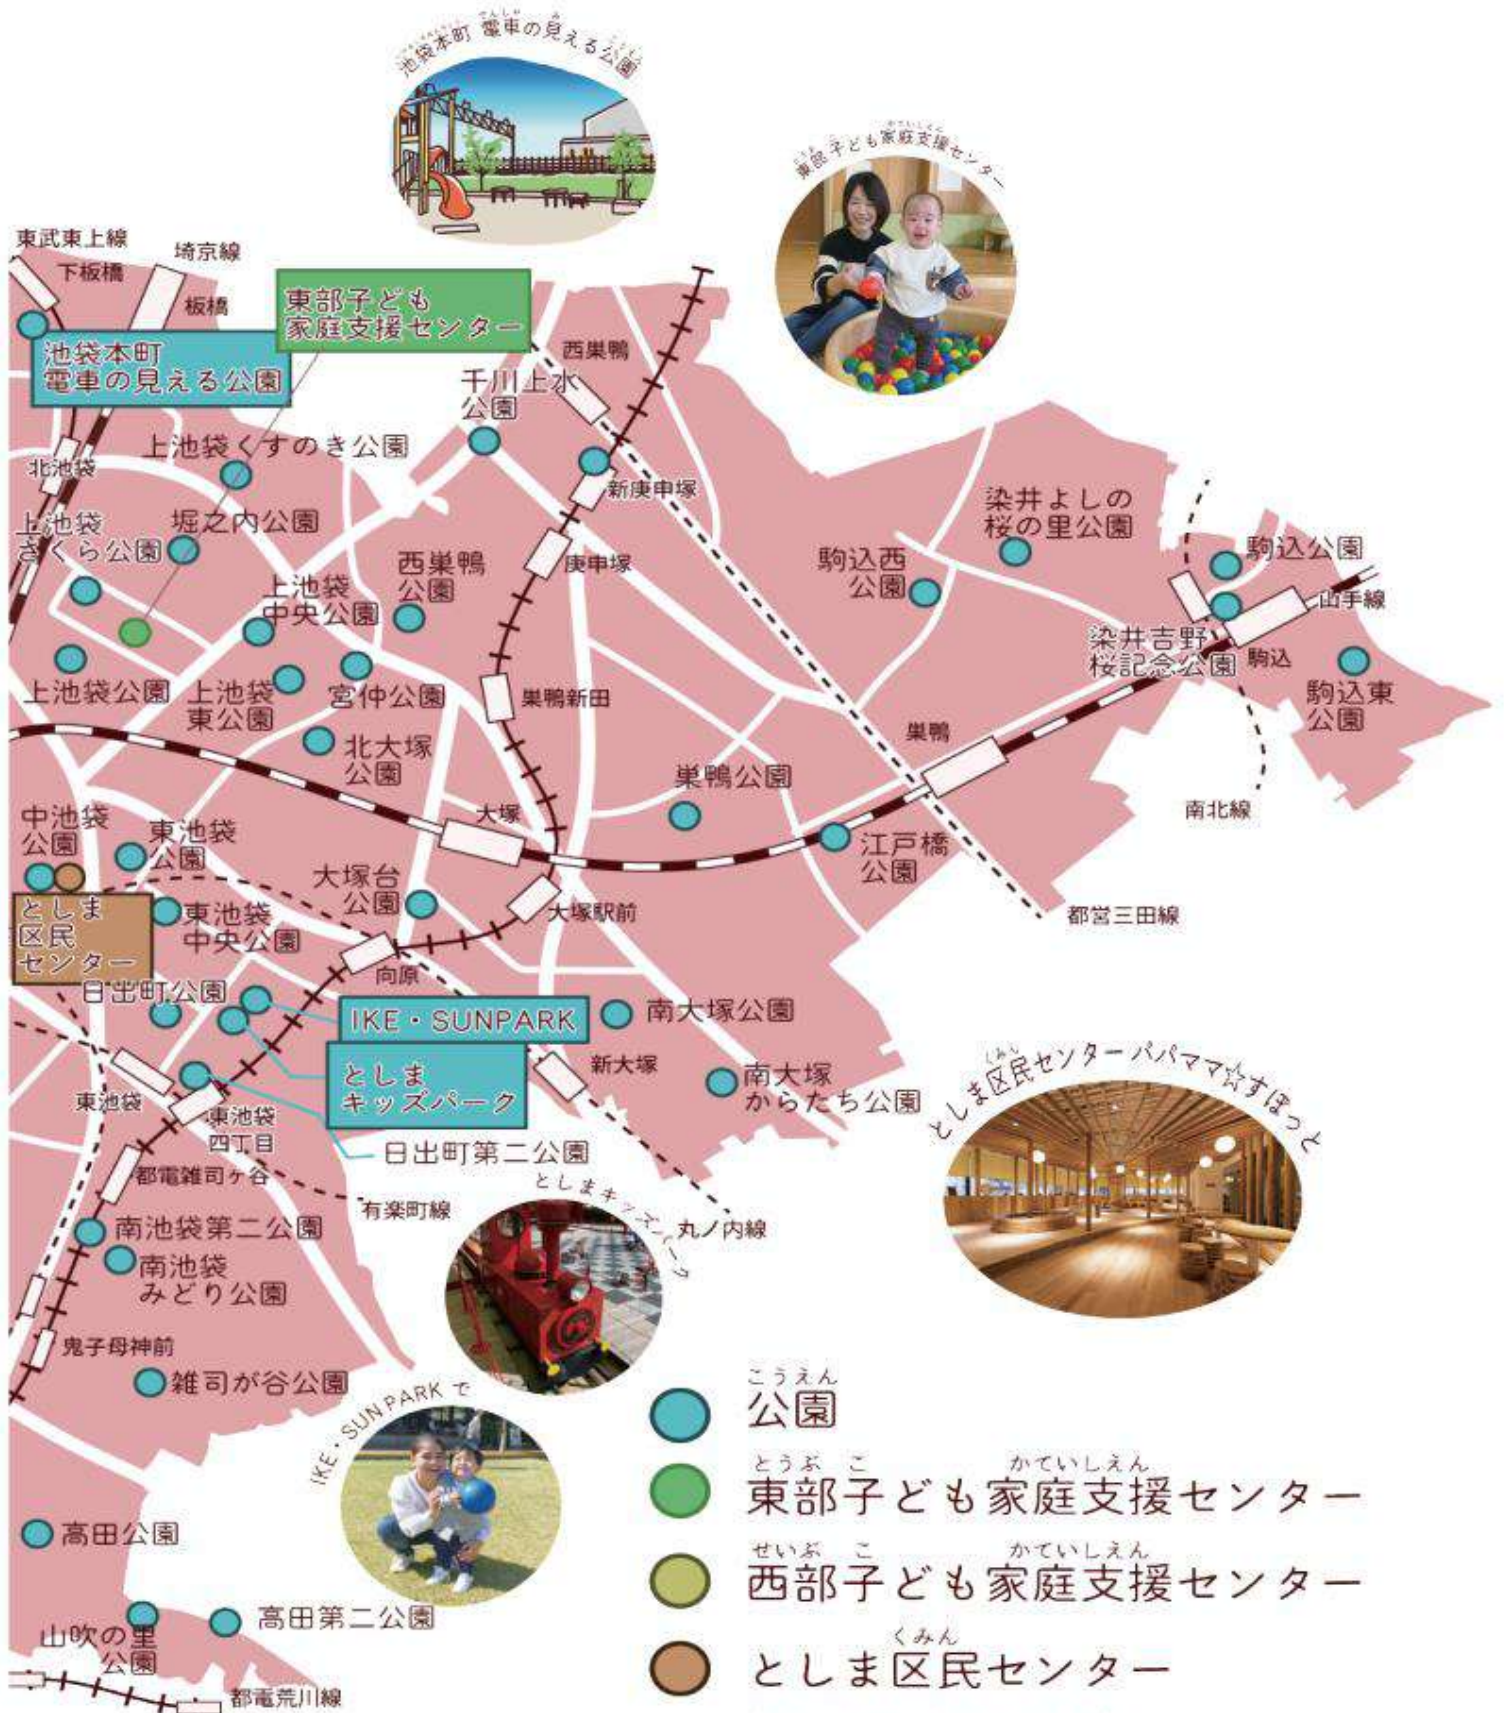 池袋本町 電車の見える公園
とうぶ こ かていしえん
東部子ども家庭支援センター
東武東上線
下板橋
埼京線
板橋
東部子ども
家庭支援センター
池袋本町
電車の見える公園
西巣鴨
千川上水
公園
上池袋くすのき公園
北池袋
新庚申塚
染井よしの
桜の里公園
上池袋
さくら公園
堀之内公園
西巣鴨
公園
庚申塚
駒込西
公園
駒込公園
上池袋
中央公園
山手線
染井吉野
桜記念公園
駒込
上池袋公園
上池袋
東公園
宮仲公園
巣鴨新田
駒込東
公園
北大塚
公園
巣鴨
巣鴨公園
南北線
中池袋
公園
東池袋
公園
大塚
江戸橋
公園
大塚台
公園
としま
区民
センター
東池袋
中央公園
大塚駅前
都営三田線
向原
日出町公園
IKE・SUNPARK
南大塚公園
としま
キッズパーク
新大塚
南大塚
からたち公園
東池袋
東池袋
四丁目
日出町第二公園
都電雑司ケ谷
有楽町線
丸ノ内線
くみん
としま区民センター パパママ☆すぽっと
としまキッズパーク
南池袋第二公園
南池袋
みどり公園
鬼子母神前
雑司が谷公園
IKE・SUN PARK で
こうえん
公園
とうぶ こ かていしえん
東部子ども家庭支援センター
せいぶ こ かていしえん
西部子ども家庭支援センター
くみん
としま区民センター
高田公園
高田第二公園
山吹の里
公園
都電荒川線